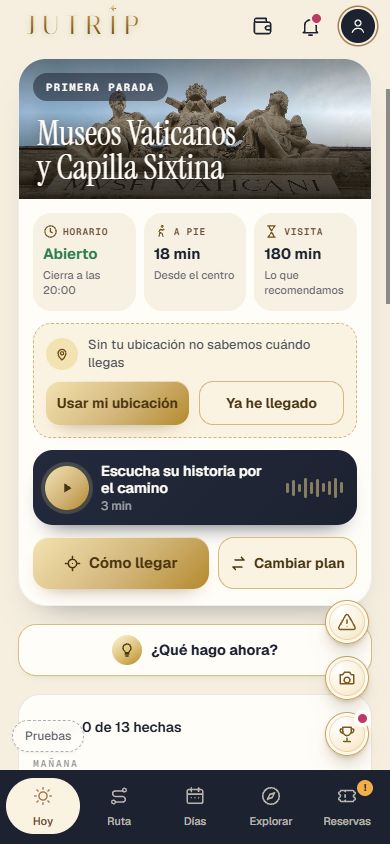 JUTRIP
PRIMERA PARADA
Museos Vaticanos
y Capilla Sixtina
MVSEI VATICANI
HORARIO
Abierto
Cierra a las
20:00
A PIE
18 min
Desde el centro
VISITA
180 min
Lo que
recomendamos
Sin tu ubicación no sabemos cuándo
llegas
Usar mi ubicación
Ya he llegado
Escucha su historia por
el camino
3 min
Cómo llegar
Cambiar plan
¿Qué hago ahora?
0 de 13 hechas
Pruebas
MAÑANA
Hoy
Ruta
Días
Explorar
!
Reservas